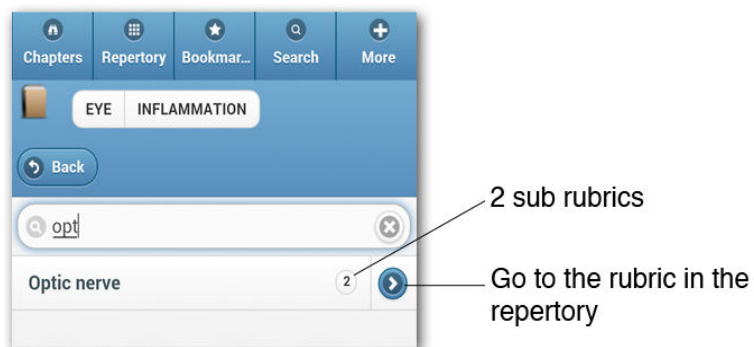 Chapters Repertory Bookmar... Search More
EYE INFLAMMATION
Back
opt
2 sub rubrics
Optic nerve 2
Go to the rubric in the
repertory